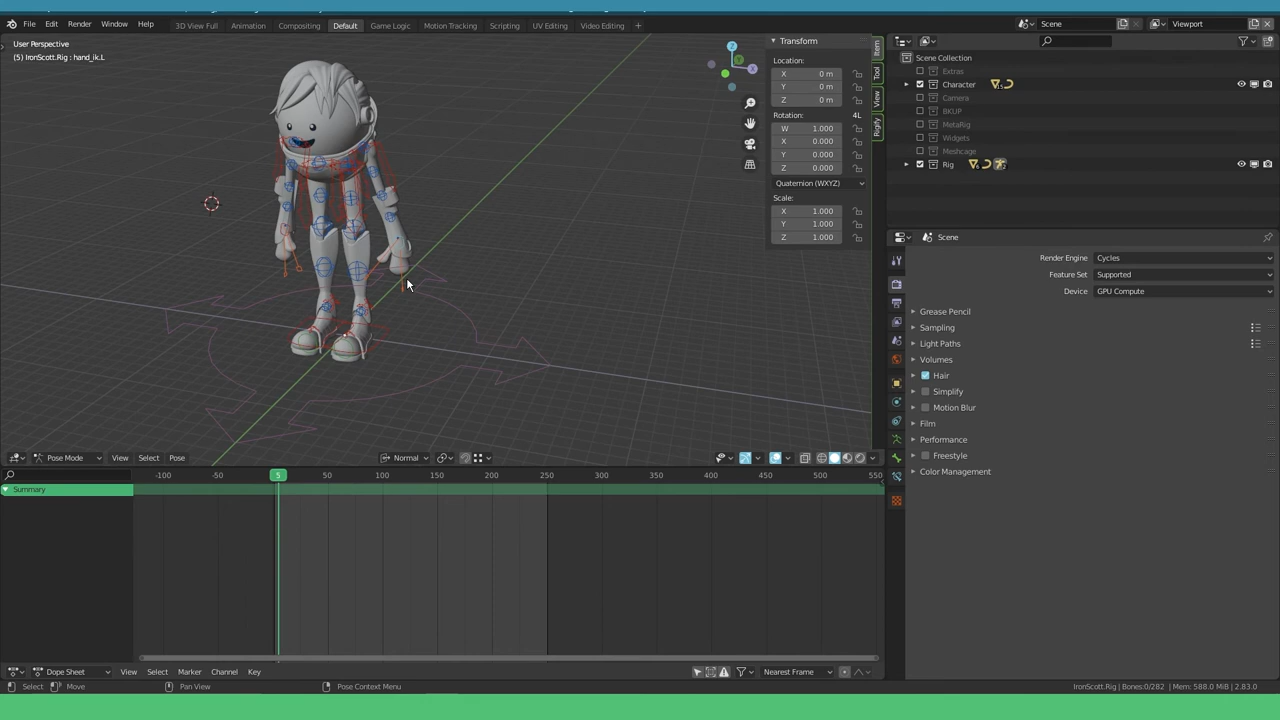 File Edit Render Window Help 3D View Full Animation Compositing Default Game Logic Motion Tracking Scripting UV Editing Video Editing + Scene Viewport
User Perspective
(5) IronScott.Rig : hand_ik.L
Transform
Location:
X 0 m
Y 0 m
Z 0 m
Rotation: 4L
W 1.000
X 0.000
Y 0.000
Z 0.000
Quaternion (WXYZ)
Scale:
X 1.000
Y 1.000
Z 1.000
Item
Tool
View
Rigify
Z
Y
X
Scene Collection
Extras
Character 15
Camera
BKUP
MetaRig
Widgets
Meshcage
Rig
Scene
Render Engine Cycles
Feature Set Supported
Device GPU Compute
Grease Pencil
Sampling
Light Paths
Volumes
Hair
Simplify
Motion Blur
Film
Performance
Freestyle
Color Management
Pose Mode View Select Pose Normal
-100 -50 5 50 100 150 200 250 300 350 400 450 500 550
Summary
Dope Sheet View Select Marker Channel Key Nearest Frame
Select Move Pan View Pose Context Menu IronScott.Rig | Bones:0/282 | Mem: 588.0 MiB | 2.83.0